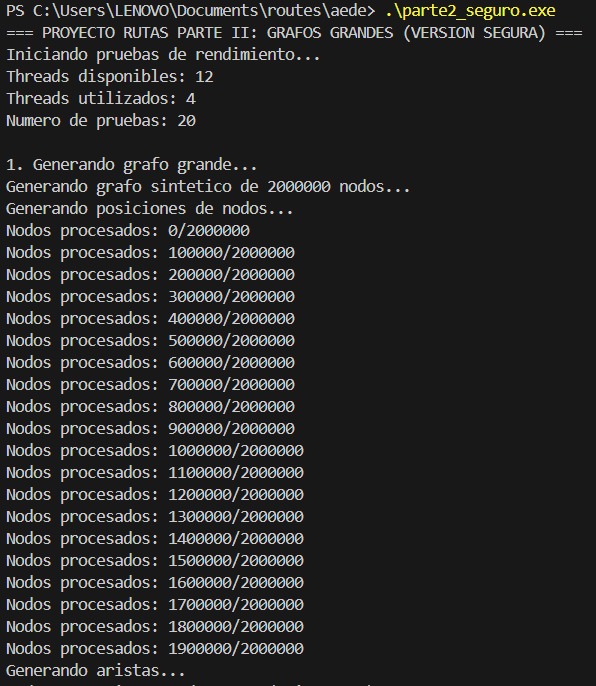 PS C:\Users\LENOVO\Documents\routes\aede> .\parte2_seguro.exe
=== PROYECTO RUTAS PARTE II: GRAFOS GRANDES (VERSION SEGURA) ===
Iniciando pruebas de rendimiento...
Threads disponibles: 12
Threads utilizados: 4
Numero de pruebas: 20
1. Generando grafo grande...
Generando grafo sintetico de 2000000 nodos...
Generando posiciones de nodos...
Nodos procesados: 0/2000000
Nodos procesados: 100000/2000000
Nodos procesados: 200000/2000000
Nodos procesados: 300000/2000000
Nodos procesados: 400000/2000000
Nodos procesados: 500000/2000000
Nodos procesados: 600000/2000000
Nodos procesados: 700000/2000000
Nodos procesados: 800000/2000000
Nodos procesados: 900000/2000000
Nodos procesados: 1000000/2000000
Nodos procesados: 1100000/2000000
Nodos procesados: 1200000/2000000
Nodos procesados: 1300000/2000000
Nodos procesados: 1400000/2000000
Nodos procesados: 1500000/2000000
Nodos procesados: 1600000/2000000
Nodos procesados: 1700000/2000000
Nodos procesados: 1800000/2000000
Nodos procesados: 1900000/2000000
Generando aristas...